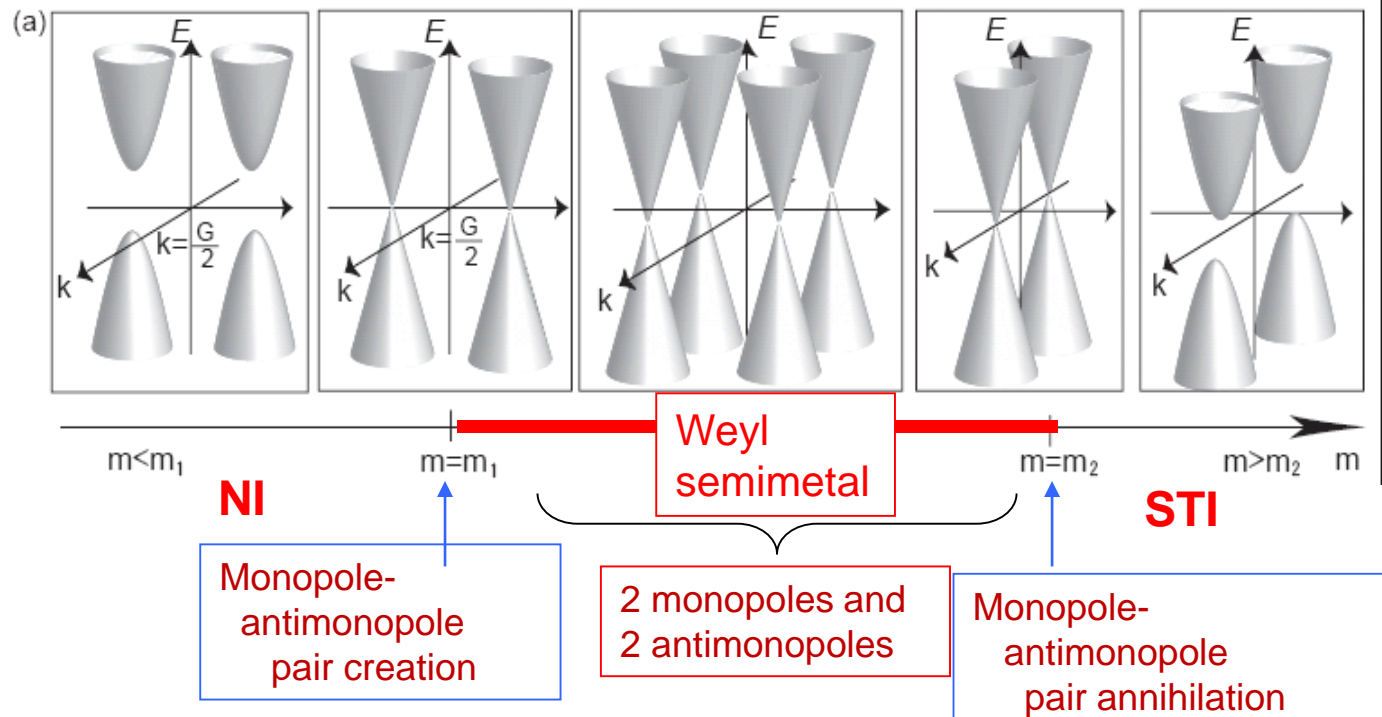 (a)
E
E
E
E
E
k=G/2
k=G/2
k
k
k
k
k
m<m₁
m=m₁
Weyl
semimetal
m=m₂
m>m₂
m
NI
STI
Monopole-
antimonopole
pair creation
2 monopoles and
2 antimonopoles
Monopole-
antimonopole
pair annihilation